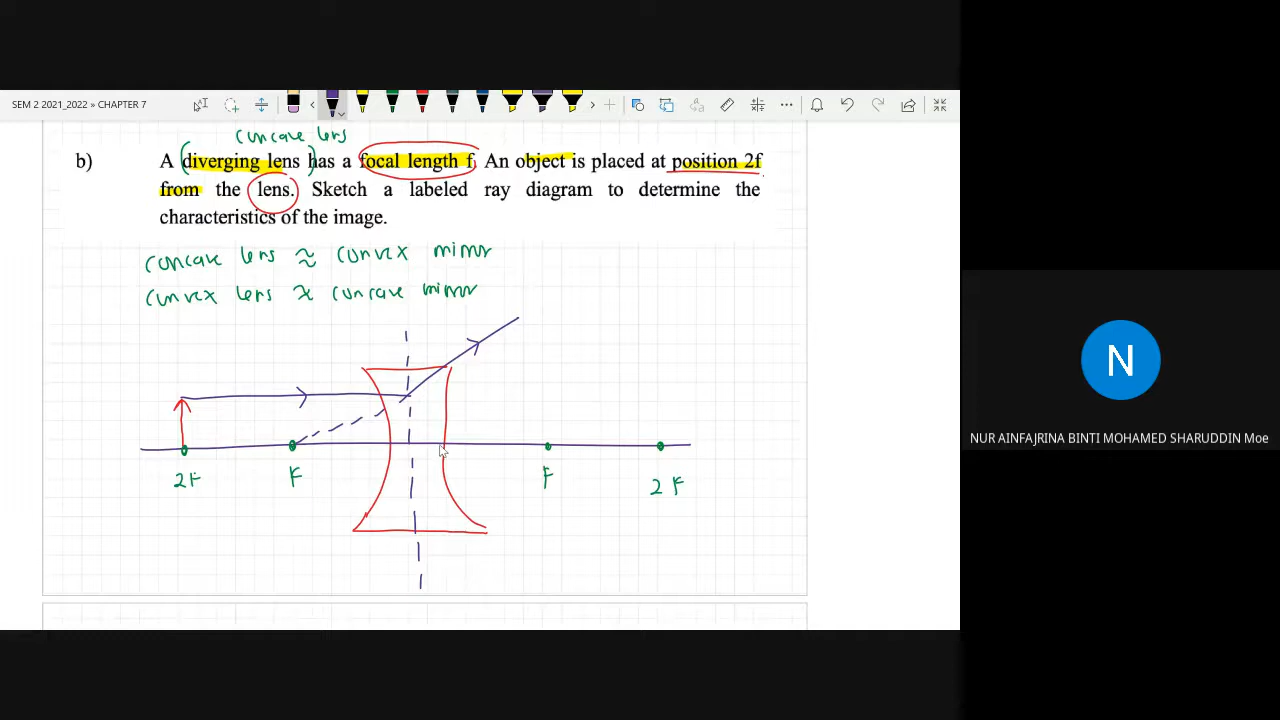 SEM 2 2021_2022 » CHAPTER 7
concave lens
b) A (diverging lens) has a focal length f. An object is placed at position 2f
from the lens. Sketch a labeled ray diagram to determine the
characteristics of the image.
concave lens ≈ convex mirror
convex lens ≈ concave mirror
2F F F 2F
N
NUR AINFAJRINA BINTI MOHAMED SHARUDDIN Moe